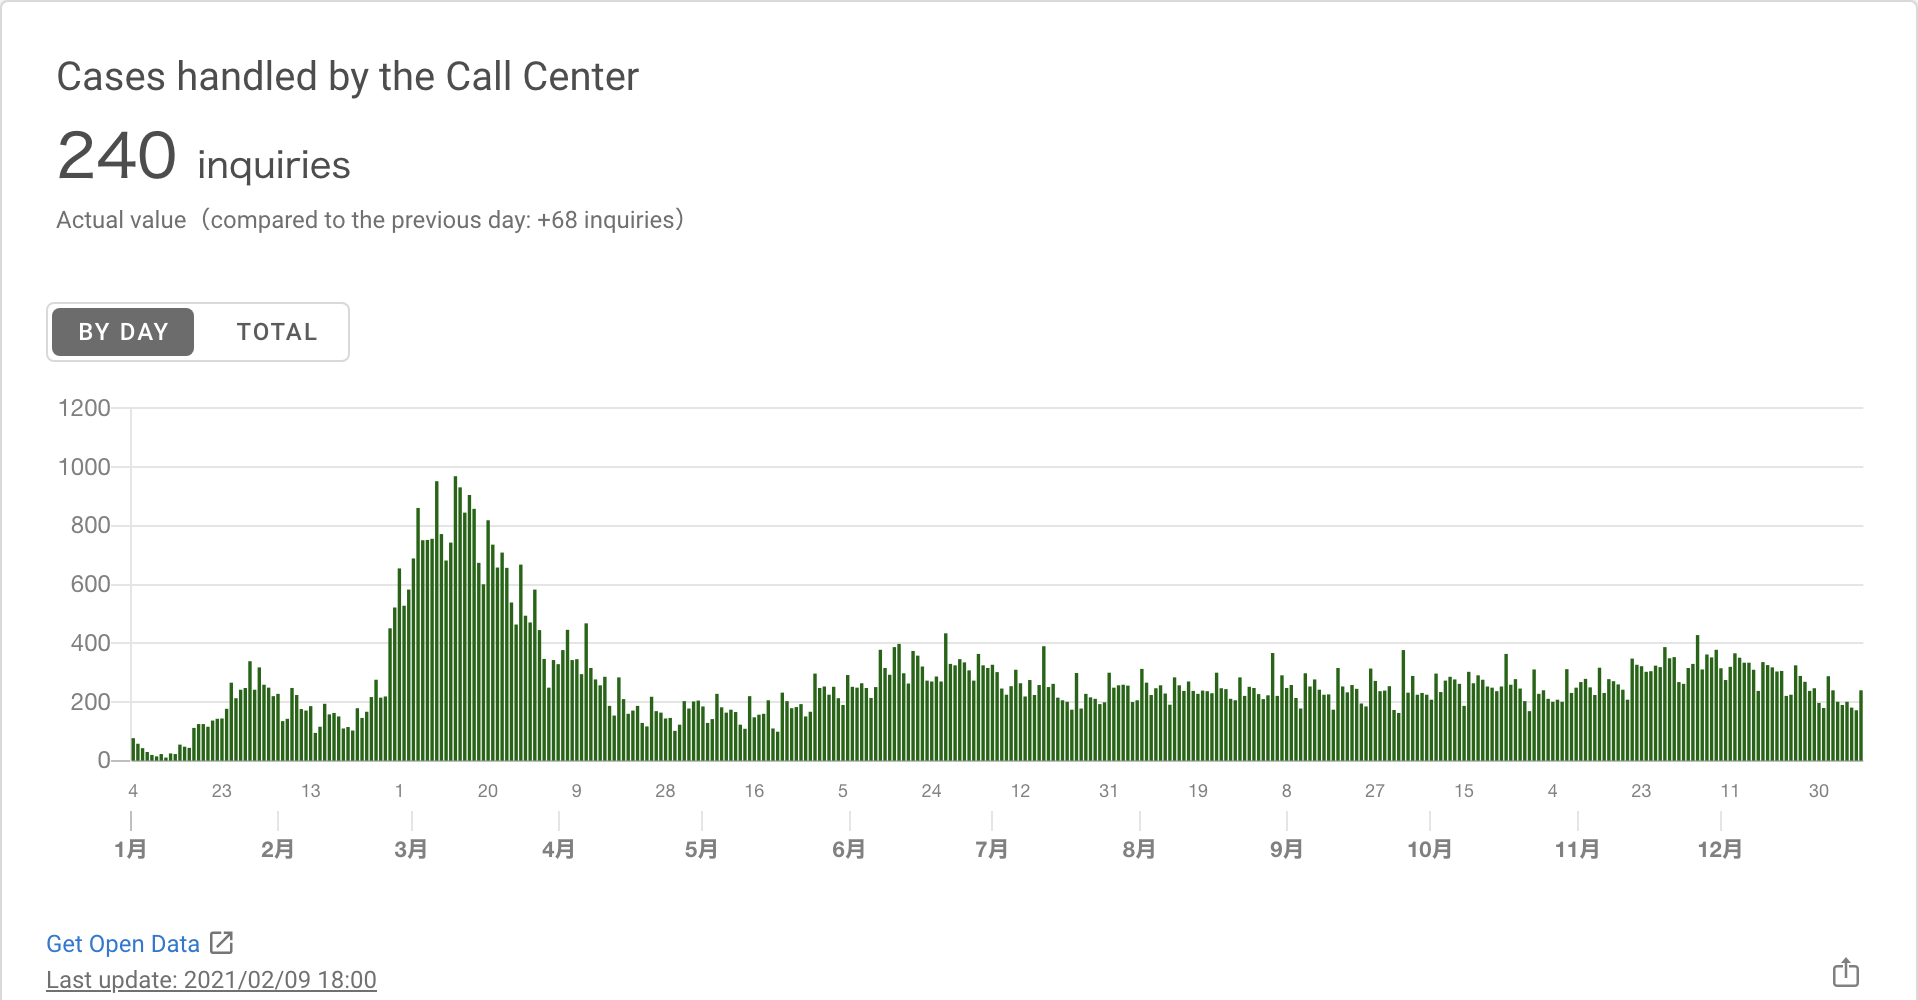 Cases handled by the Call Center
240 inquiries
Actual value（compared to the previous day: +68 inquiries）
BY DAY TOTAL
1200
1000
800
600
400
200
0
4 23 13 1 20 9 28 16 5 24 12 31 19 8 27 15 4 23 11 30
1月 2月 3月 4月 5月 6月 7月 8月 9月 10月 11月 12月
Get Open Data
Last update: 2021/02/09 18:00